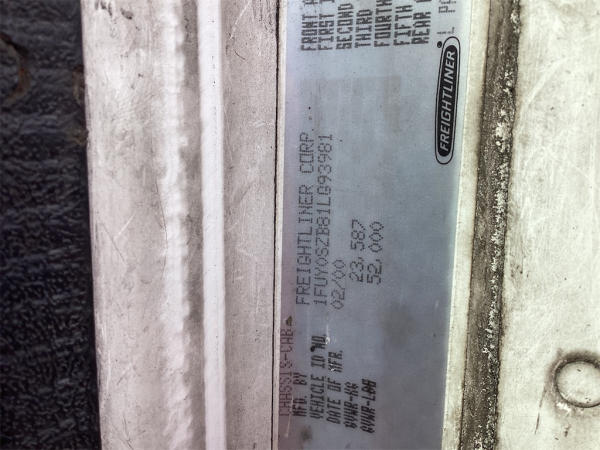 CHASSIS-CAB
MFD. BY FREIGHTLINER CORP.
VEHICLE ID NO. 1FUYOSZB81LG93981
DATE OF MFR. 02/00
GVWR-KG 23,587
GVWR-LBS 52,000
FRONT
FIRST
SECOND
THIRD
FOURTH
FIFTH
REAR
FREIGHTLINER